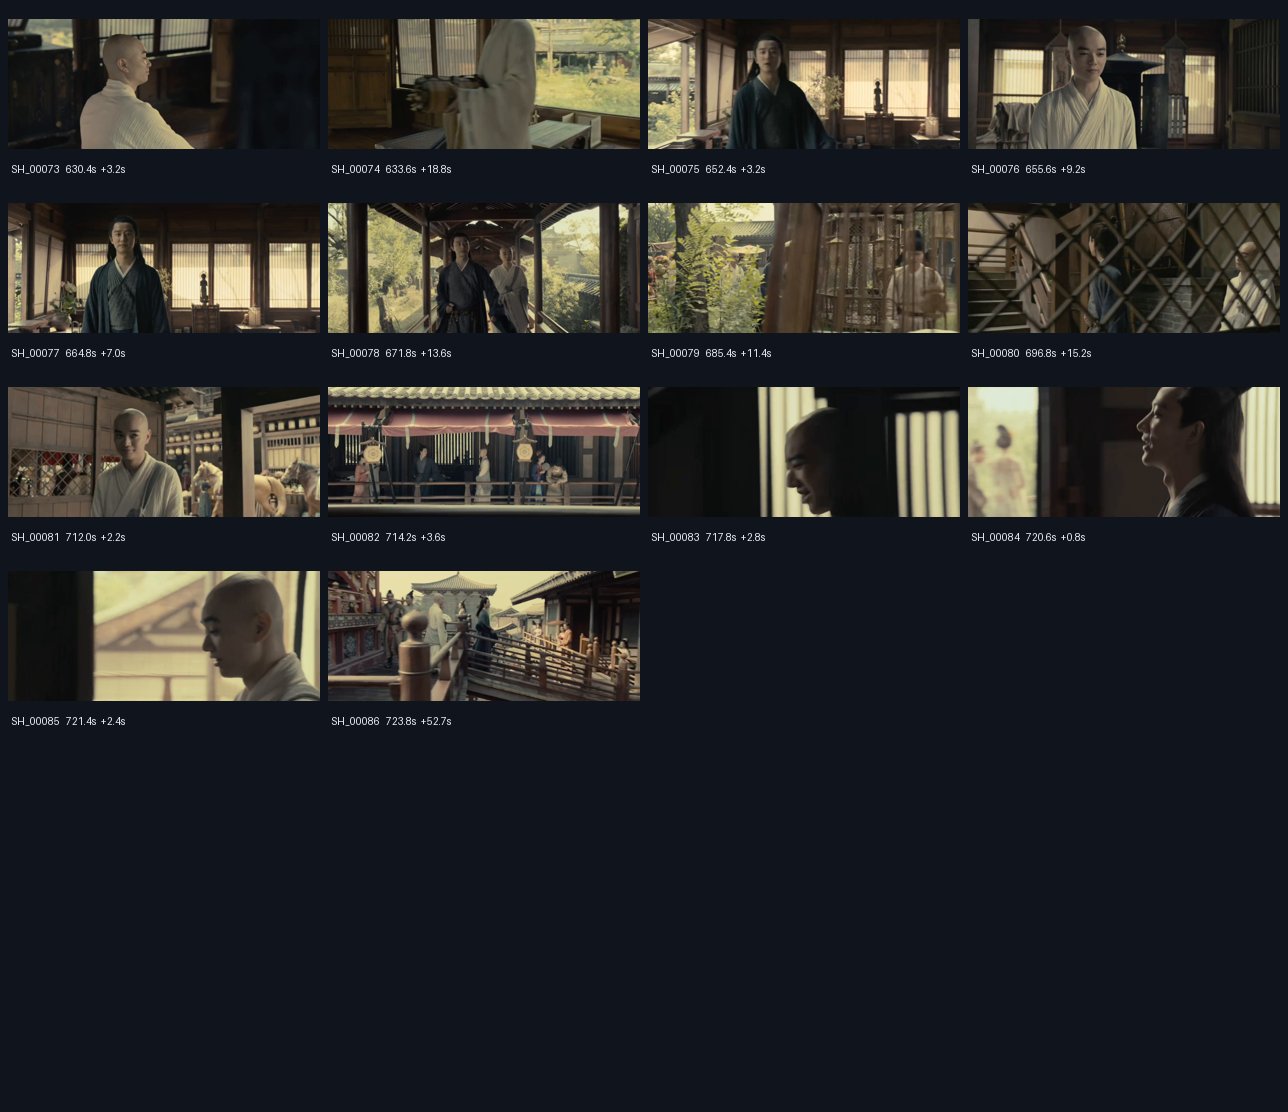 SH_00073 630.4s +3.2s
SH_00074 633.6s +18.8s
SH_00075 652.4s +3.2s
SH_00076 655.6s +9.2s
SH_00077 664.8s +7.0s
SH_00078 671.8s +13.6s
SH_00079 685.4s +11.4s
SH_00080 696.8s +15.2s
SH_00081 712.0s +2.2s
SH_00082 714.2s +3.6s
SH_00083 717.8s +2.8s
SH_00084 720.6s +0.8s
SH_00085 721.4s +2.4s
SH_00086 723.8s +52.7s